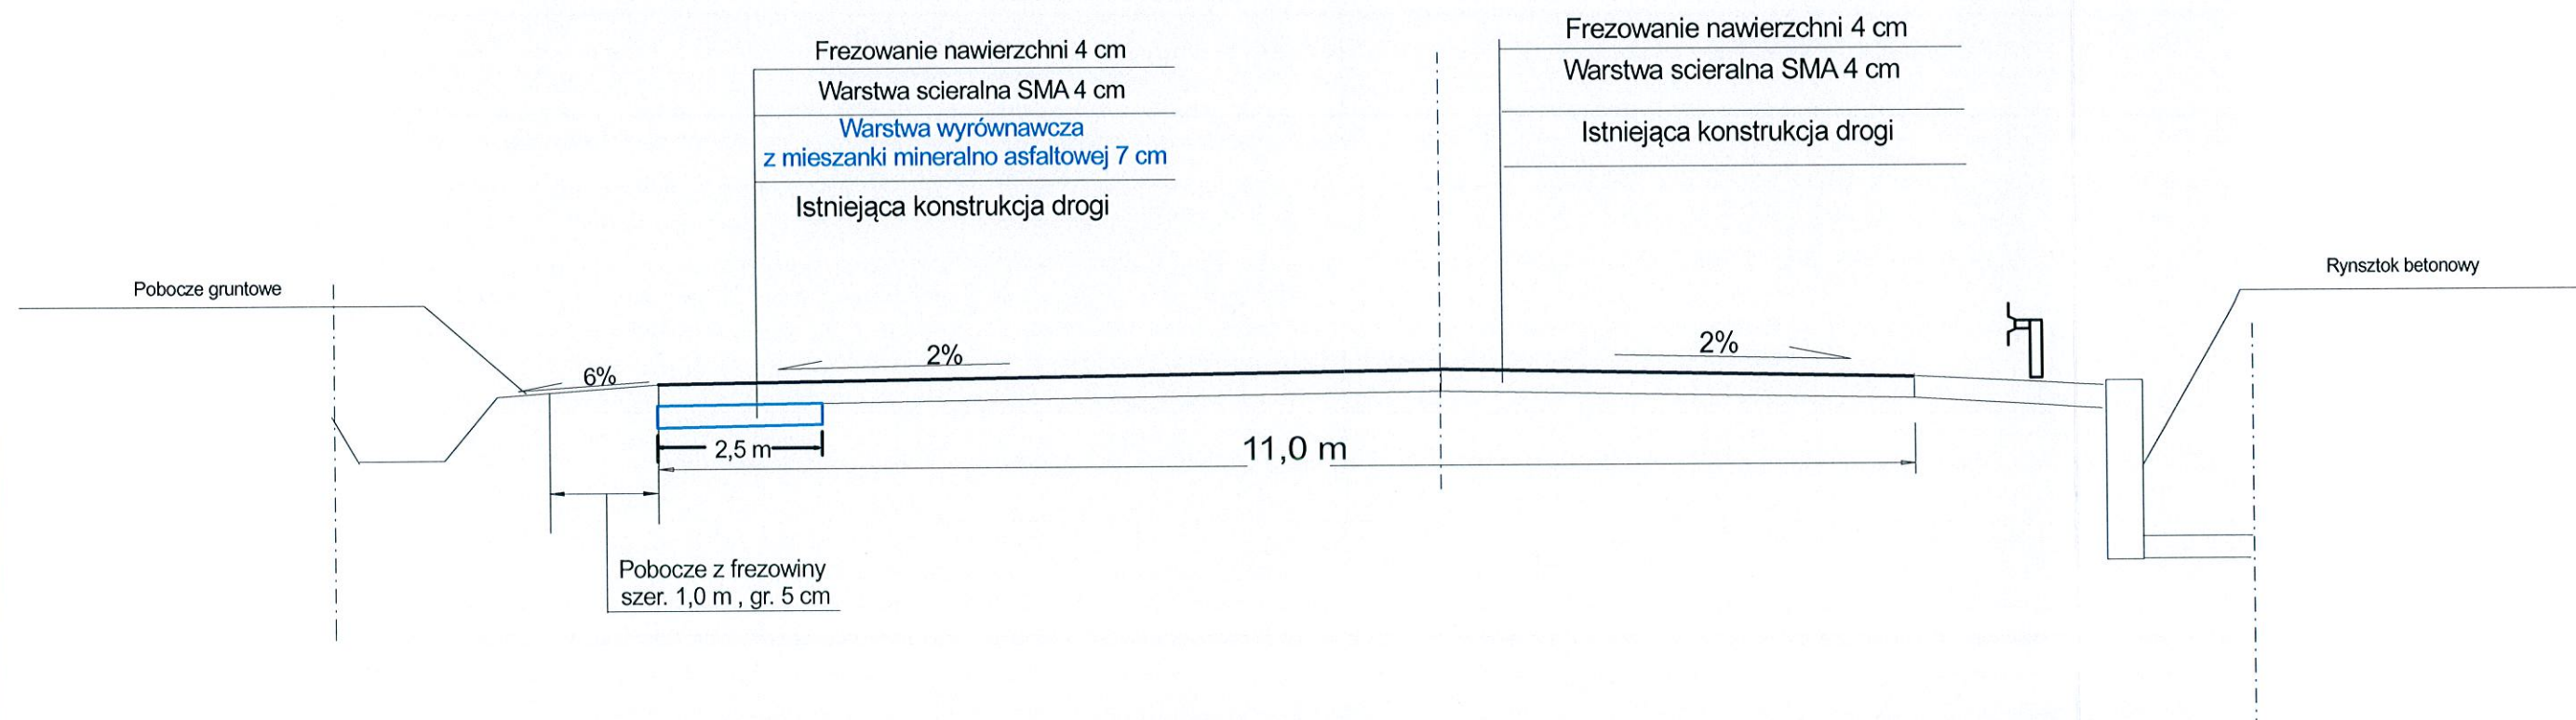 Frezowanie nawierzchni 4 cm
Warstwa scieralna SMA 4 cm
Warstwa wyrównawcza
z mieszanki mineralno asfaltowej 7 cm
Istniejąca konstrukcja drogi
Frezowanie nawierzchni 4 cm
Warstwa scieralna SMA 4 cm
Istniejąca konstrukcja drogi
Pobocze gruntowe
Rynsztok betonowy
6%
2%
2%
2,5 m
11,0 m
Pobocze z frezowiny
szer. 1,0 m , gr. 5 cm